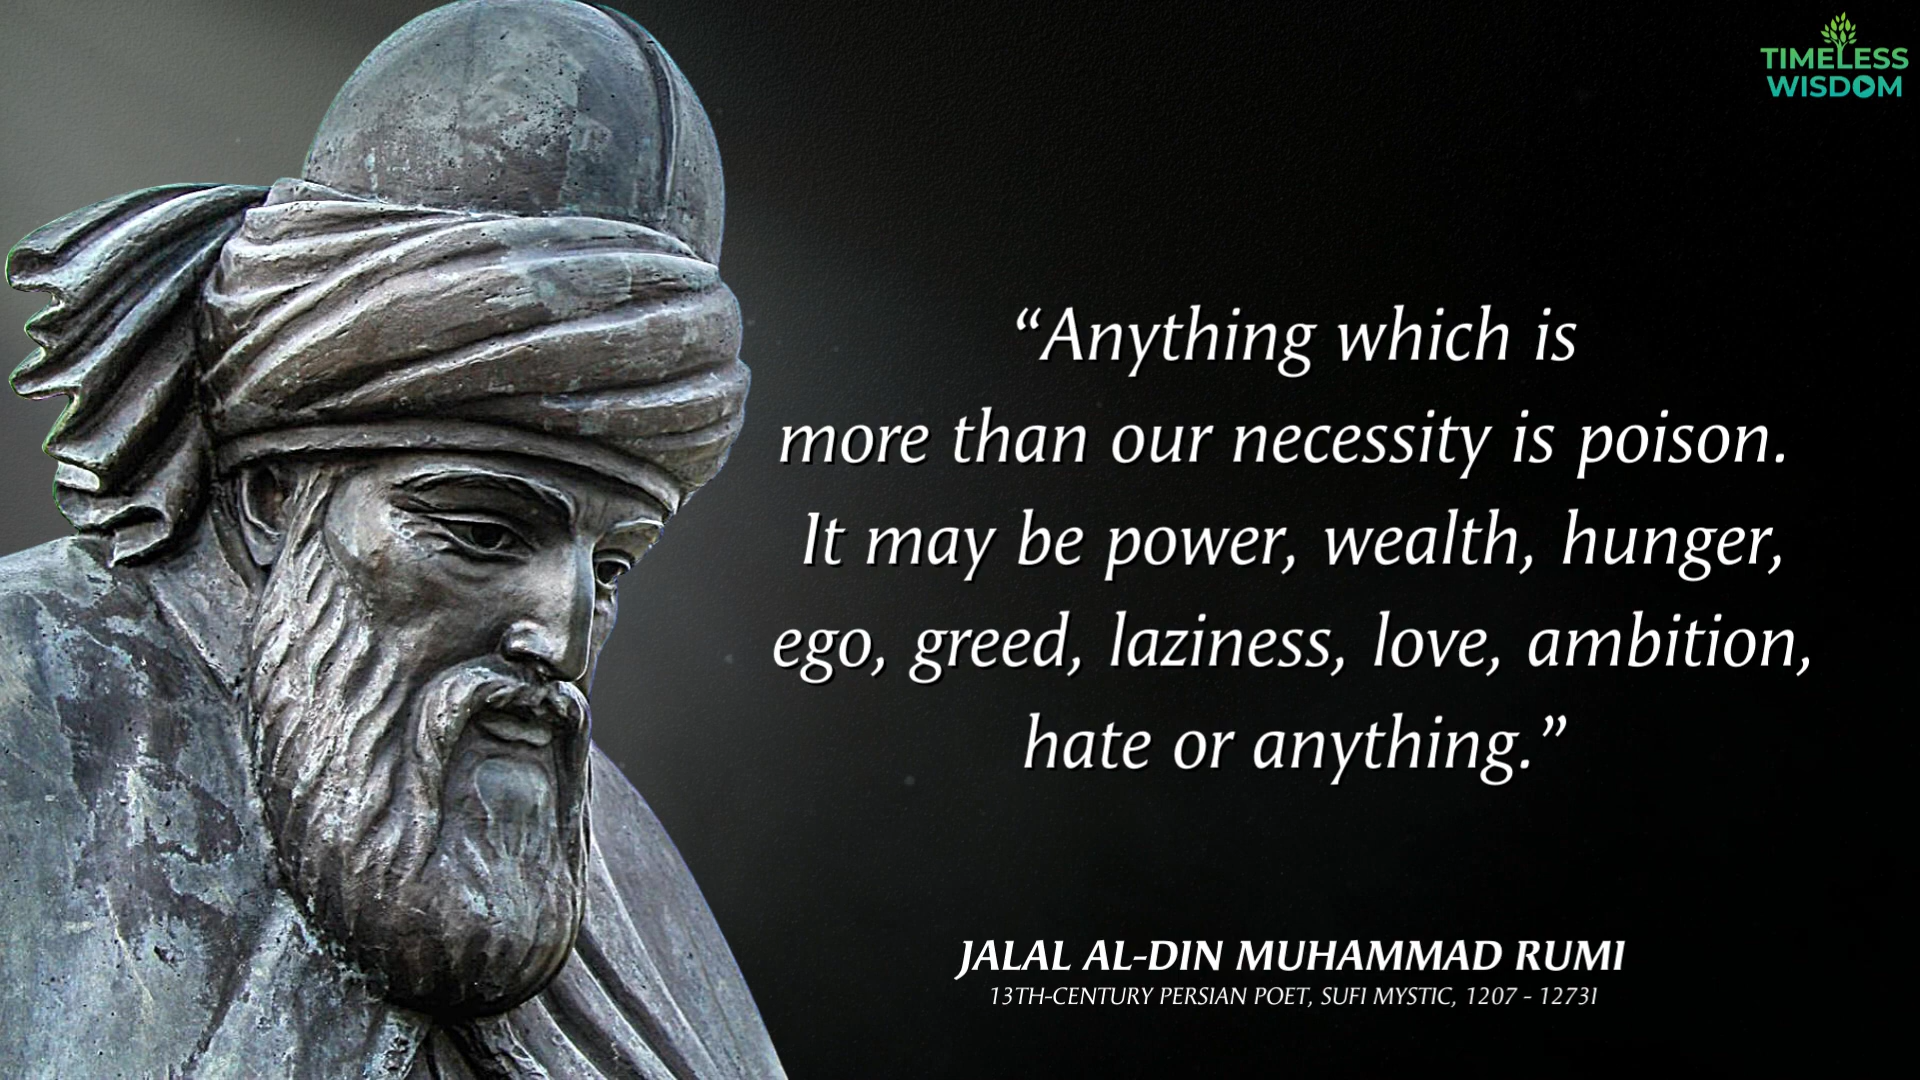 TIMELESS
WISDOM
“Anything which is
more than our necessity is poison.
It may be power, wealth, hunger,
ego, greed, laziness, love, ambition,
hate or anything.”
JALAL AL-DIN MUHAMMAD RUMI
13TH-CENTURY PERSIAN POET, SUFI MYSTIC, 1207 - 1273I